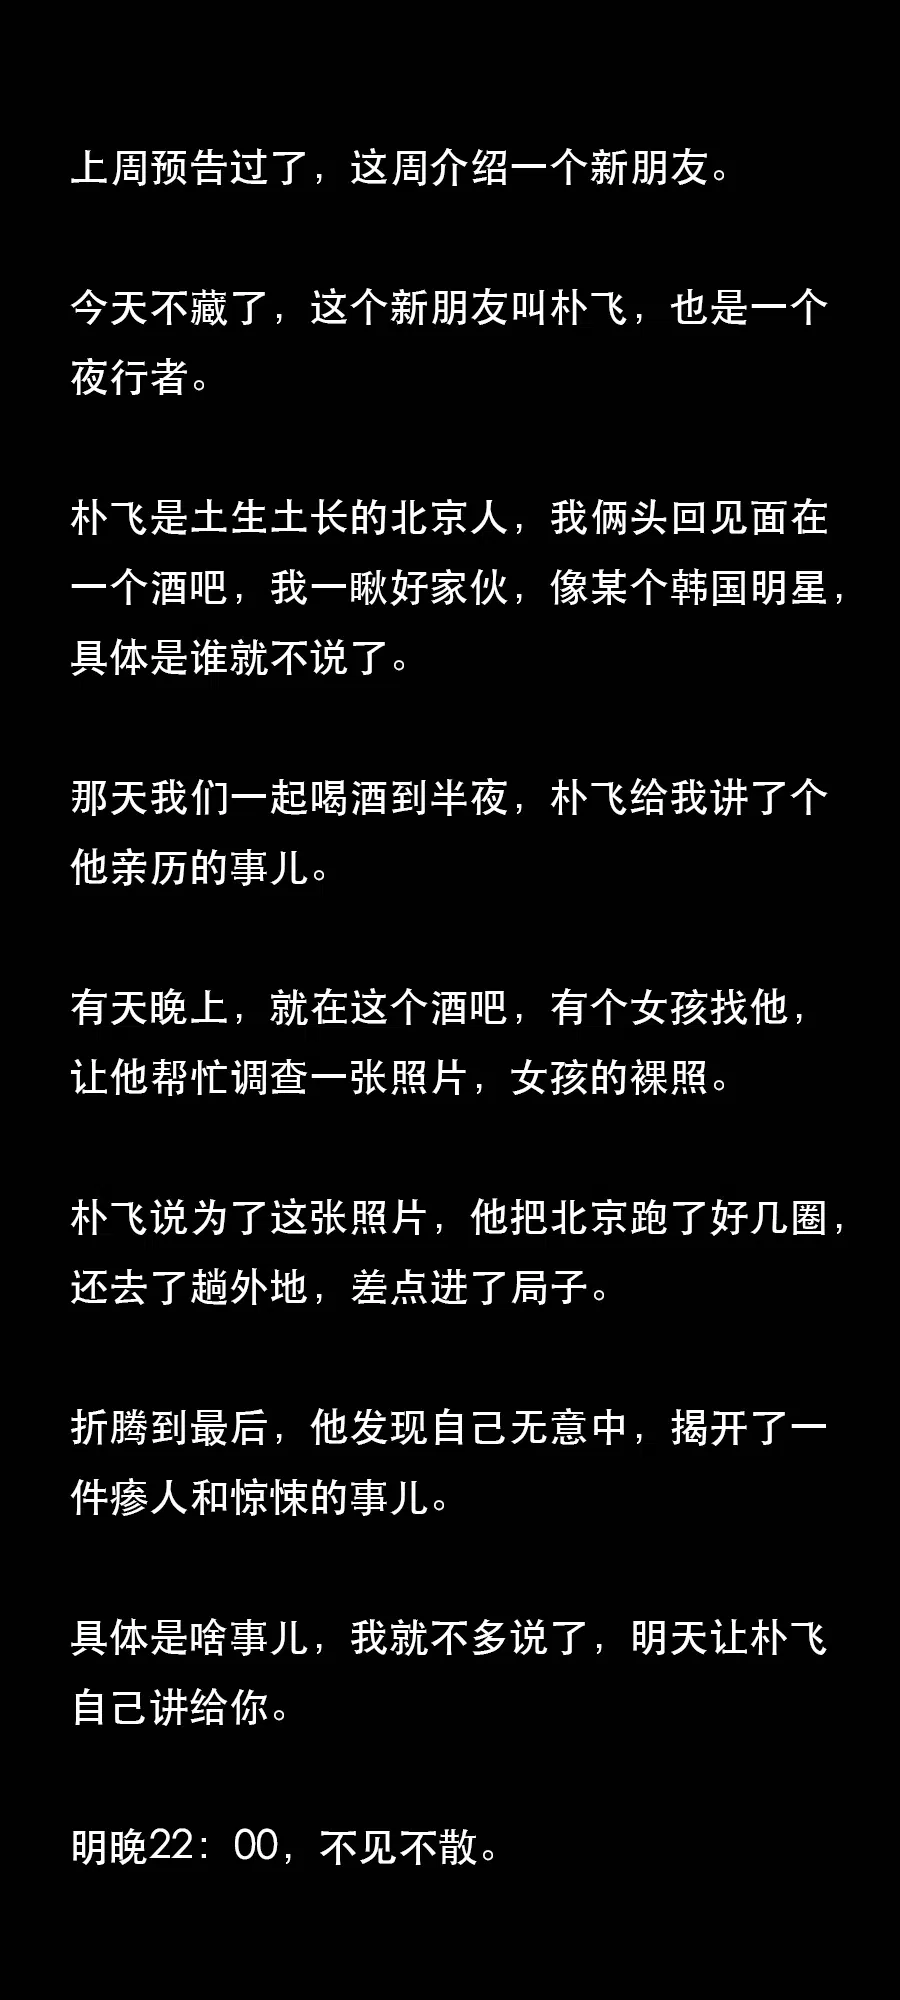 上周预告过了，这周介绍一个新朋友。
今天不藏了，这个新朋友叫朴飞，也是一个
夜行者。
朴飞是土生土长的北京人，我俩头回见面在
一个酒吧，我一瞅好家伙，像某个韩国明星，
具体是谁就不说了。
那天我们一起喝酒到半夜，朴飞给我讲了个
他亲历的事儿。
有天晚上，就在这个酒吧，有个女孩找他，
让他帮忙调查一张照片，女孩的裸照。
朴飞说为了这张照片，他把北京跑了好几圈，
还去了趟外地，差点进了局子。
折腾到最后，他发现自己无意中，揭开了一
件瘆人和惊悚的事儿。
具体是啥事儿，我就不多说了，明天让朴飞
自己讲给你。
明晚22：00，不见不散。